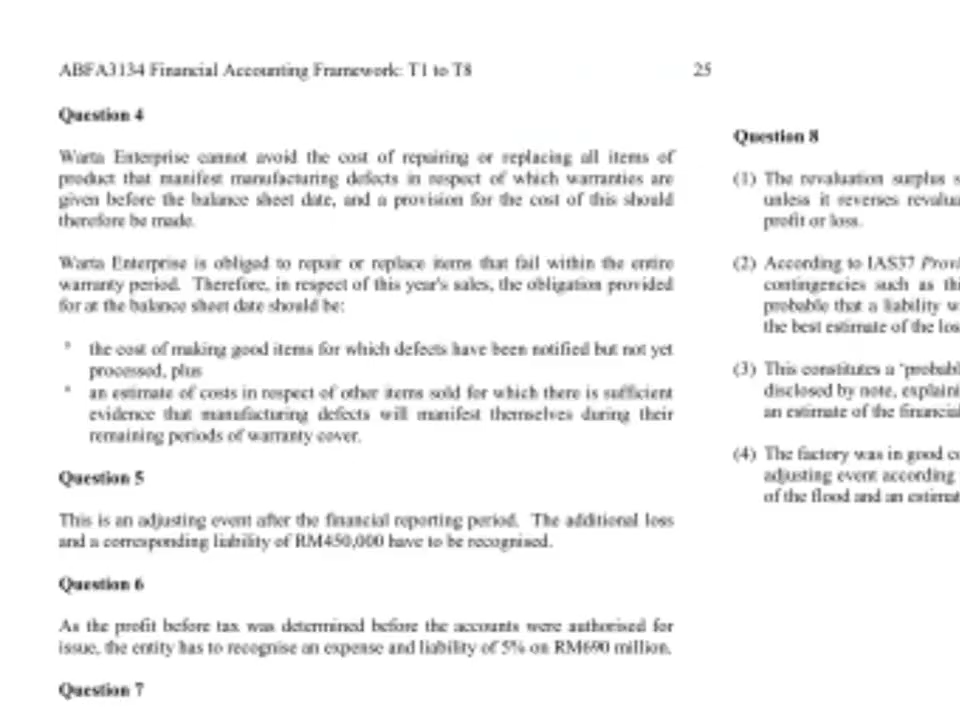 ABFA3134 Financial Accounting Framework: T1 to T8 25
Question 4
Warta Enterprise cannot avoid the cost of repairing or replacing all items of
product that manifest manufacturing defects in respect of which warranties are
given before the balance sheet date, and a provision for the cost of this should
therefore be made.
Warta Enterprise is obliged to repair or replace items that fail within the entire
warranty period. Therefore, in respect of this year's sales, the obligation provided
for at the balance sheet date should be:
* the cost of making good items for which defects have been notified but not yet
processed, plus
* an estimate of costs in respect of other items sold for which there is sufficient
evidence that manufacturing defects will manifest themselves during their
remaining periods of warranty cover.
Question 5
This is an adjusting event after the financial reporting period. The additional loss
and a corresponding liability of RM450,000 have to be recognised.
Question 6
As the profit before tax was determined before the accounts were authorised for
issue, the entity has to recognise an expense and liability of 5% on RM690 million.
Question 7
Question 8
(1) The revaluation surplus
unless it reverses
profit or loss.
(2) According to IAS37
contingencies such as
probable that a liability
the best estimate of the
(3) This constitutes a
disclosed by note,
an estimate of the
(4) The factory was in good
adjusting event according
of the flood and an